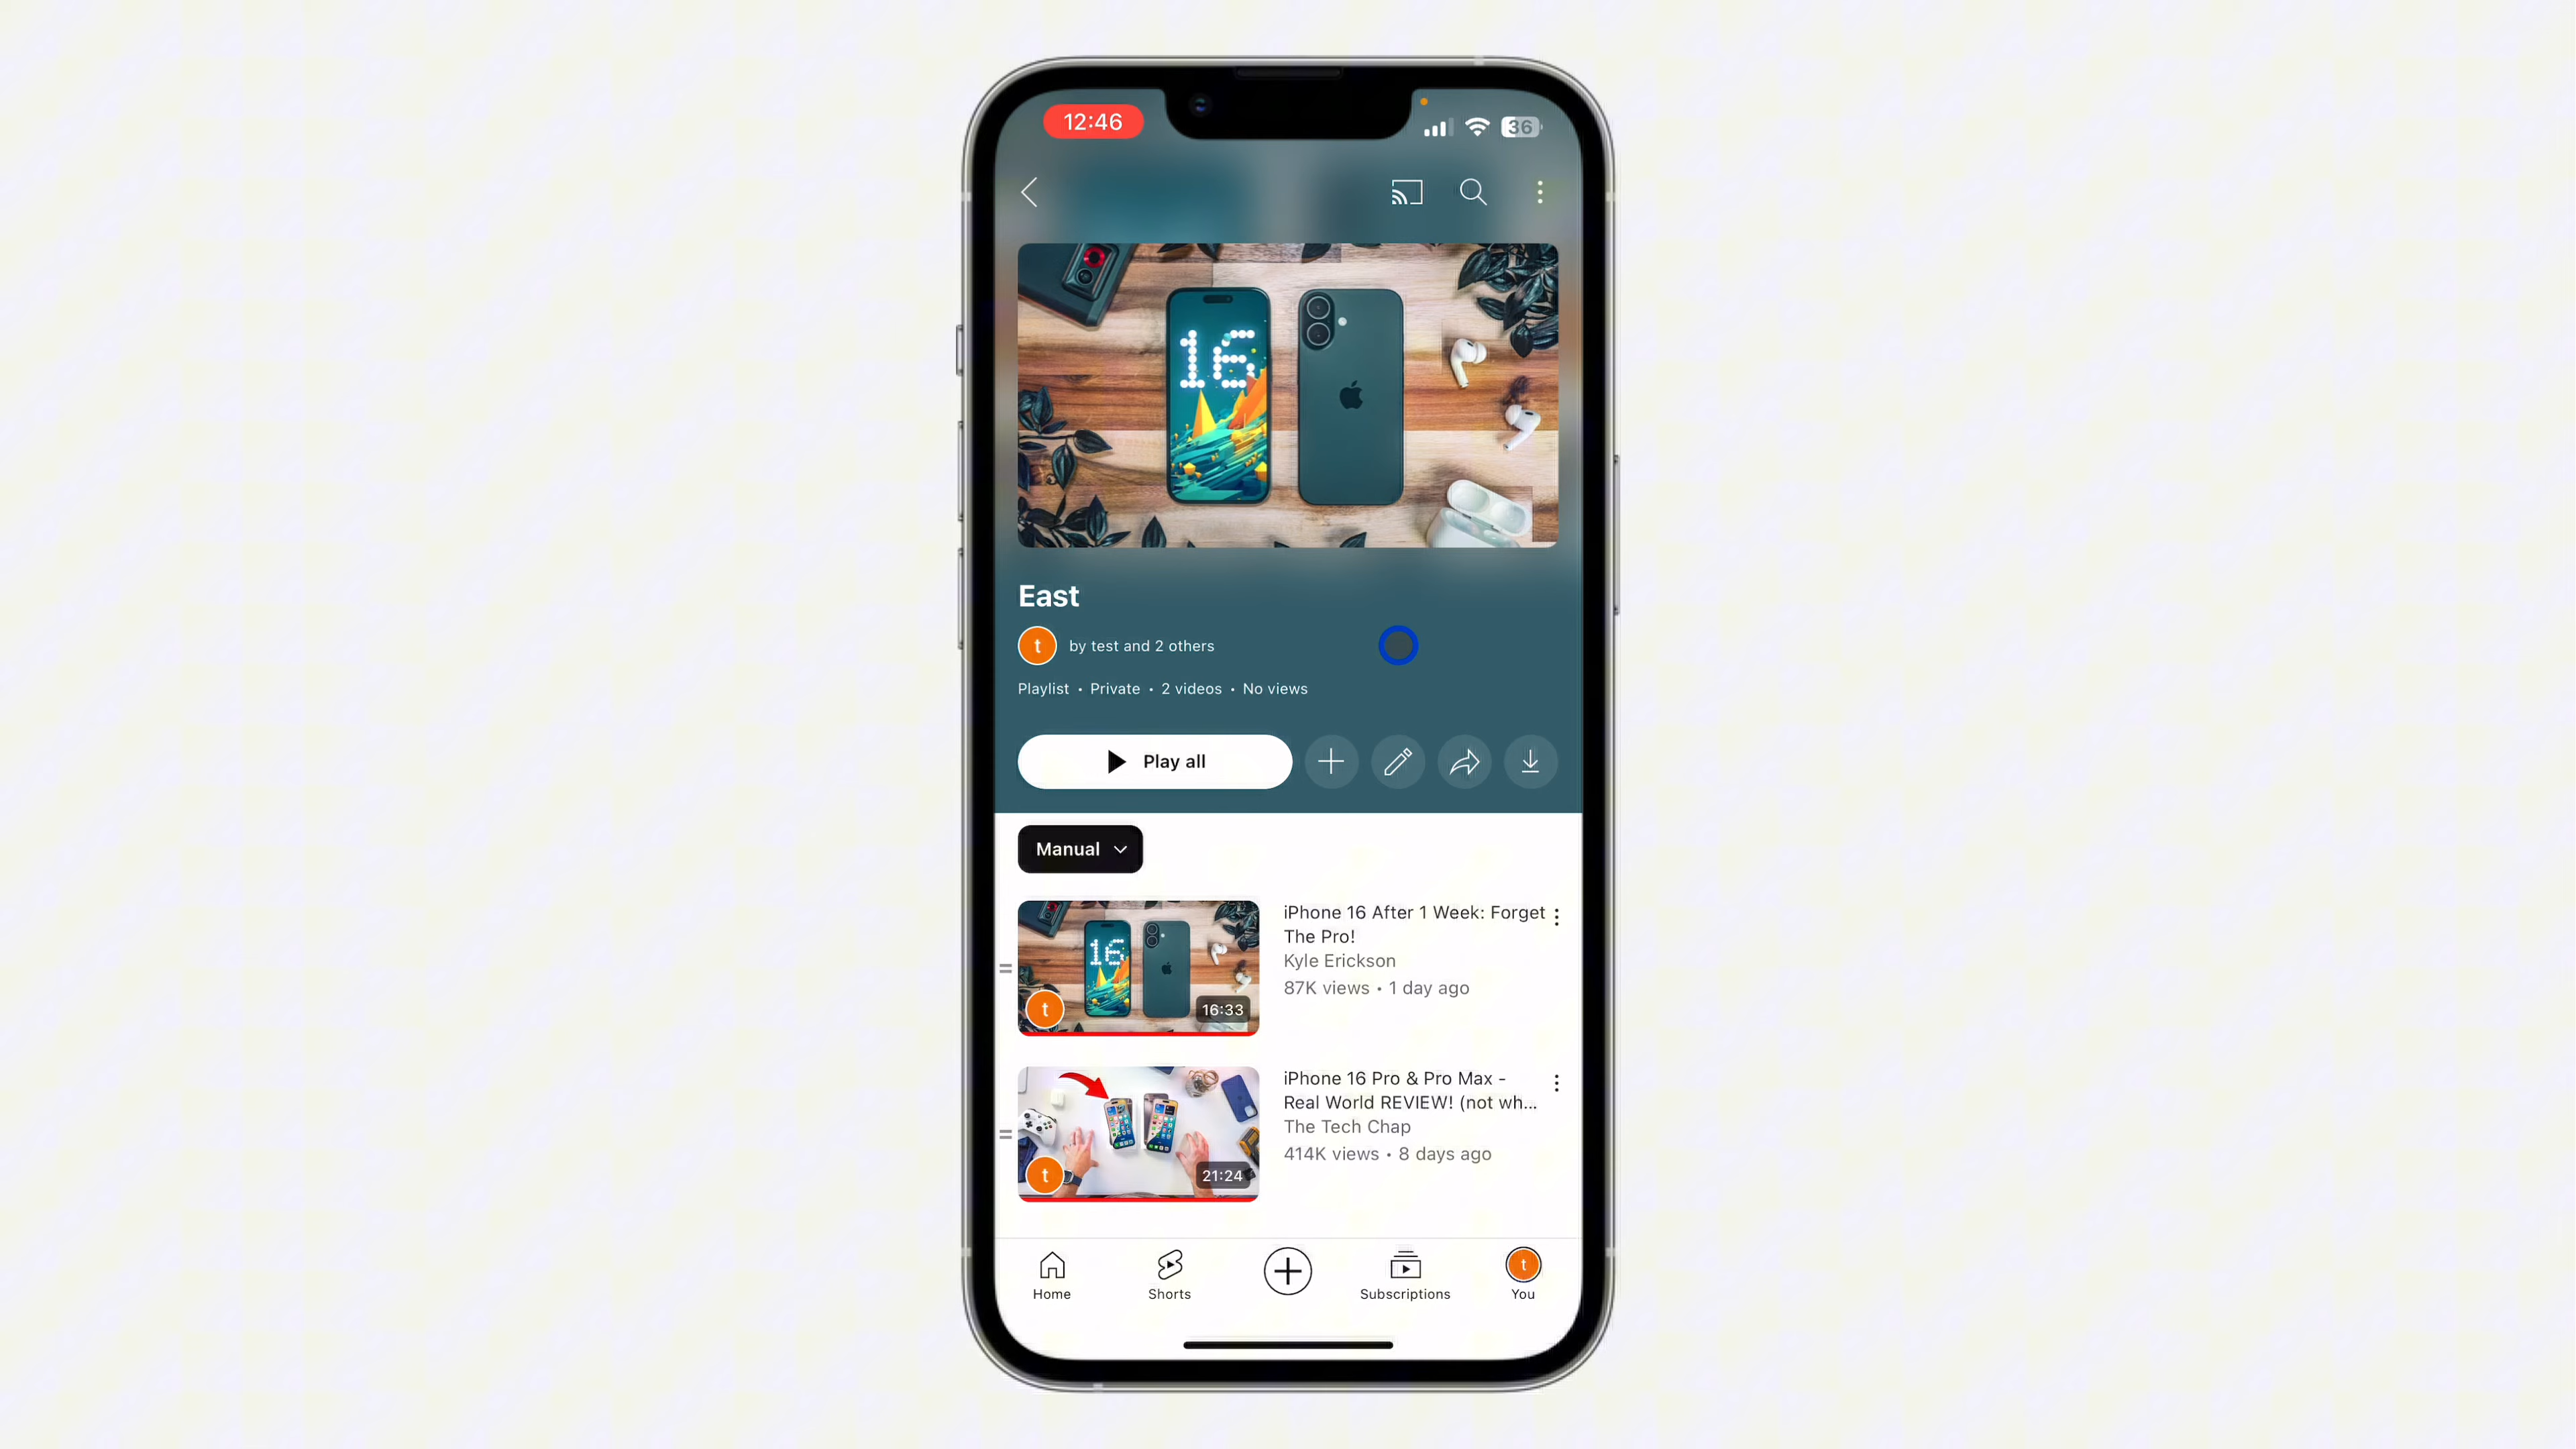 12:46
36
16
East
t by test and 2 others
Playlist • Private • 2 videos • No views
Play all
Manual
iPhone 16 After 1 Week: Forget
The Pro!
Kyle Erickson
87K views • 1 day ago
16
t
16:33
iPhone 16 Pro & Pro Max -
Real World REVIEW! (not wh...
The Tech Chap
414K views • 8 days ago
t
21:24
Home
Shorts
Subscriptions
t
You